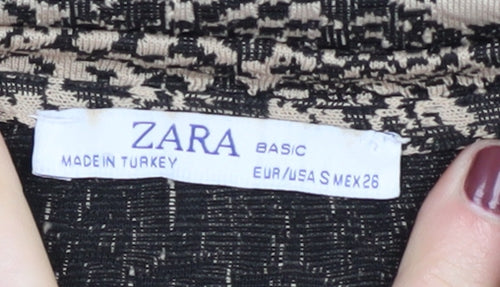 ZARA BASIC
MADE IN TURKEY
EUR/USA S MEX 26